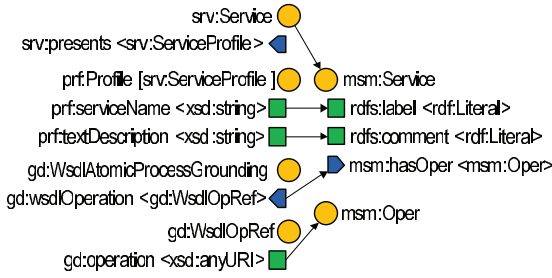 srv:Service
srv:presents <srv:ServiceProfile>
prf:Profile [srv:ServiceProfile ] msm:Service
prf:serviceName <xsd:string> rdfs:label <rdf:Literal>
prf:textDescription <xsd:string> rdfs:comment <rdf:Literal>
gd:WsdlAtomicProcessGrounding msm:hasOper <msm:Oper>
gd:wsdlOperation <gd:WsdlOpRef>
msm:Oper
gd:WsdlOpRef
gd:operation <xsd:anyURI>